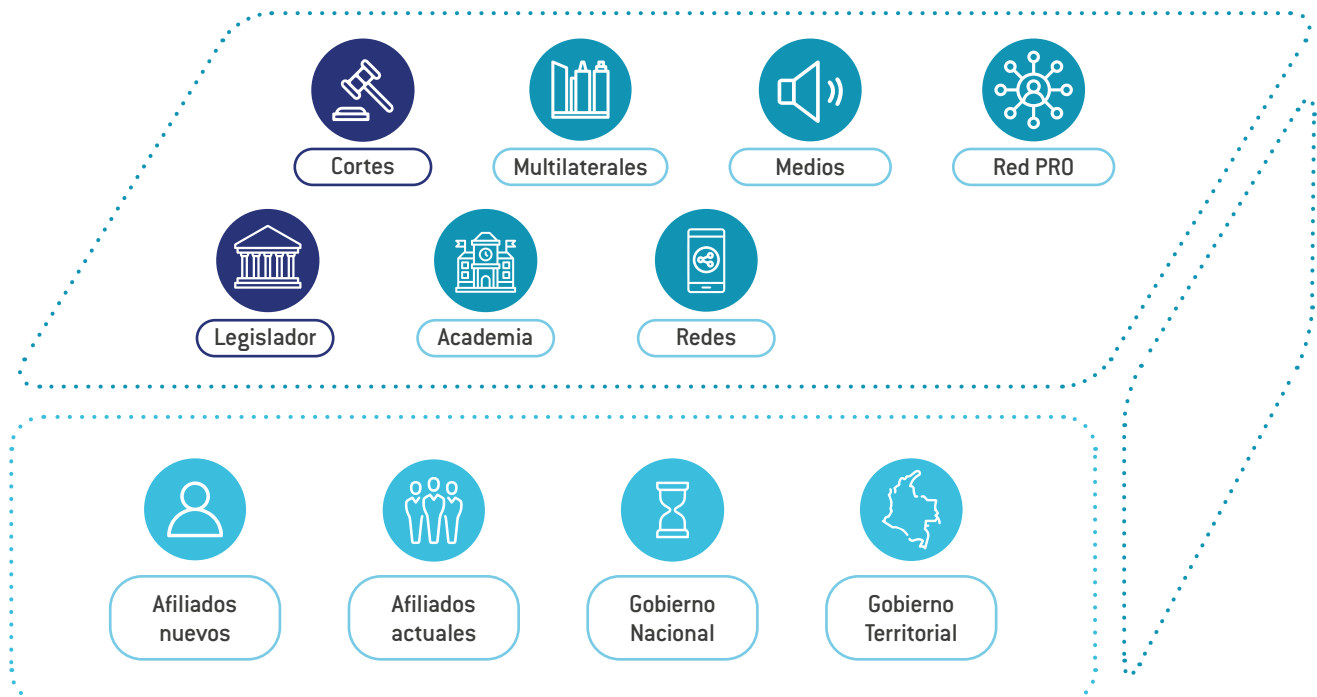 Cortes
Multilaterales
Medios
Red PRO
Legislador
Academia
Redes
Afiliados
nuevos
Afiliados
actuales
Gobierno
Nacional
Gobierno
Territorial